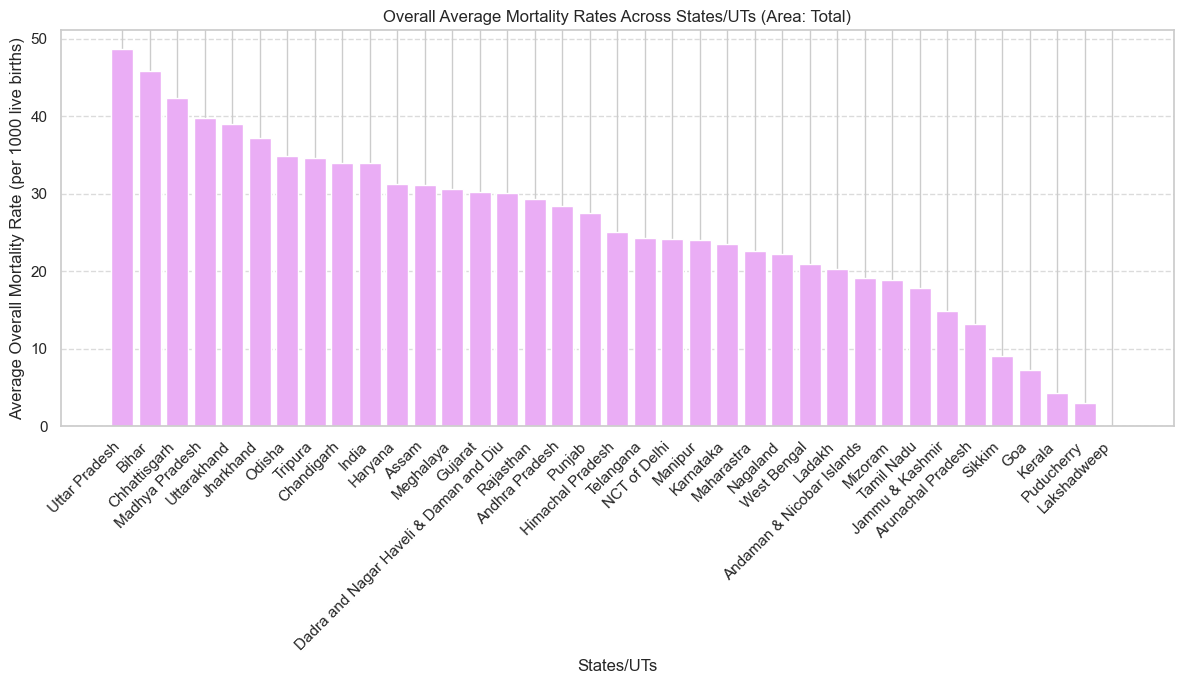 Overall Average Mortality Rates Across States/UTs (Area: Total)
Average Overall Mortality Rate (per 1000 live births)
50
40
30
20
10
0
Uttar Pradesh
Bihar
Chhattisgarh
Madhya Pradesh
Uttarakhand
Jharkhand
Odisha
Tripura
Chandigarh
India
Haryana
Assam
Meghalaya
Gujarat
Dadra and Nagar Haveli & Daman and Diu
Rajasthan
Andhra Pradesh
Punjab
Himachal Pradesh
Telangana
NCT of Delhi
Manipur
Karnataka
Maharastra
Nagaland
West Bengal
Ladakh
Andaman & Nicobar Islands
Mizoram
Tamil Nadu
Jammu & Kashmir
Arunachal Pradesh
Sikkim
Goa
Kerala
Puducherry
Lakshadweep
States/UTs